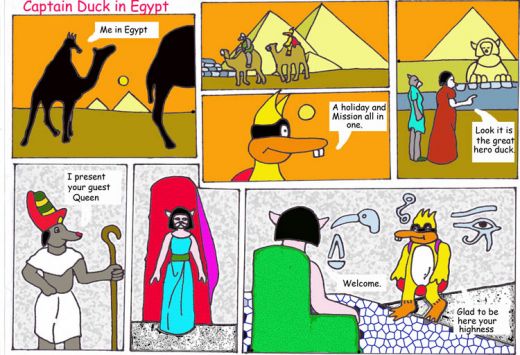 Captain Duck in Egypt
Me in Egypt
A holiday and
Mission all in
one.
Look it is
the great
hero duck.
I present
your guest
Queen
Welcome.
Glad to be
here your
highness